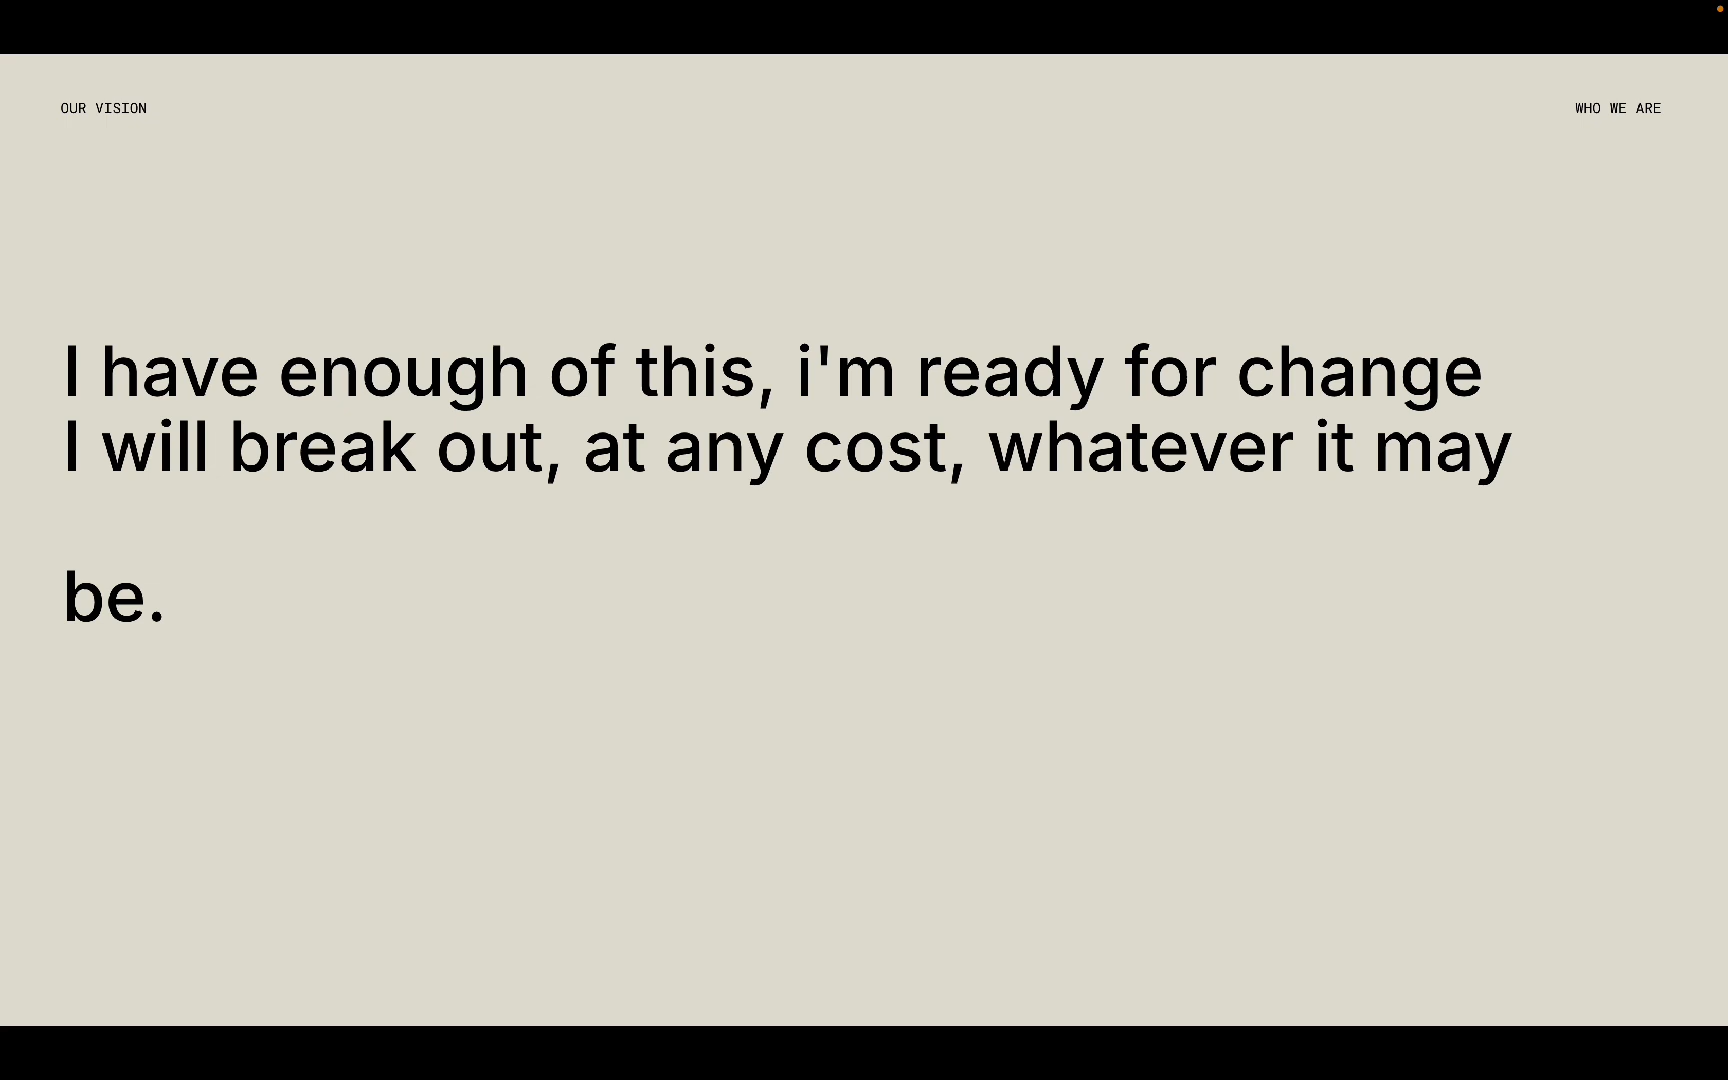 OUR VISION
WHO WE ARE
I have enough of this, i'm ready for change
I will break out, at any cost, whatever it may
be.